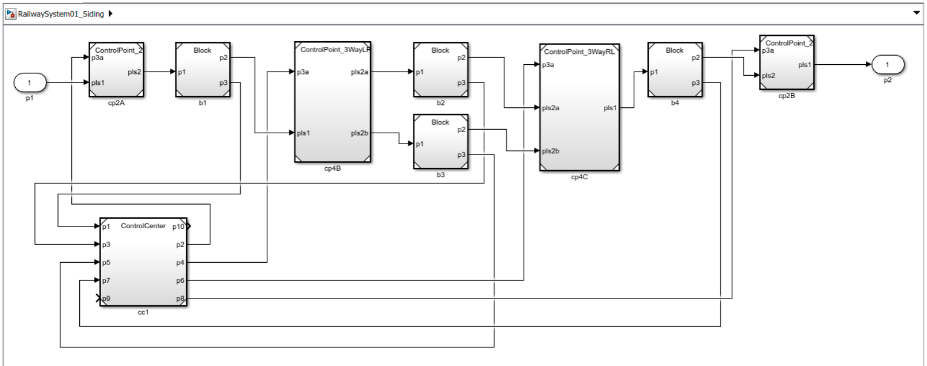 RailwaySystem01_Siding
ControlPoint_2
p3a
pls1
pls2
cp2A
Block
p1
p2
p3
b1
ControlPoint_3WayLR
p3a
pls1
pls2a
pls2b
cp4B
Block
p1
p2
p3
b2
Block
p1
p2
p3
b3
ControlPoint_3WayRL
p3a
pls2a
pls2b
pls1
cp4C
Block
p1
p2
p3
b4
ControlPoint_2
p3a
pls2
pls1
cp2B
1
p1
1
p2
ControlCenter
p1
p3
p5
p7
p9
p10
p2
p4
p6
p8
cc1